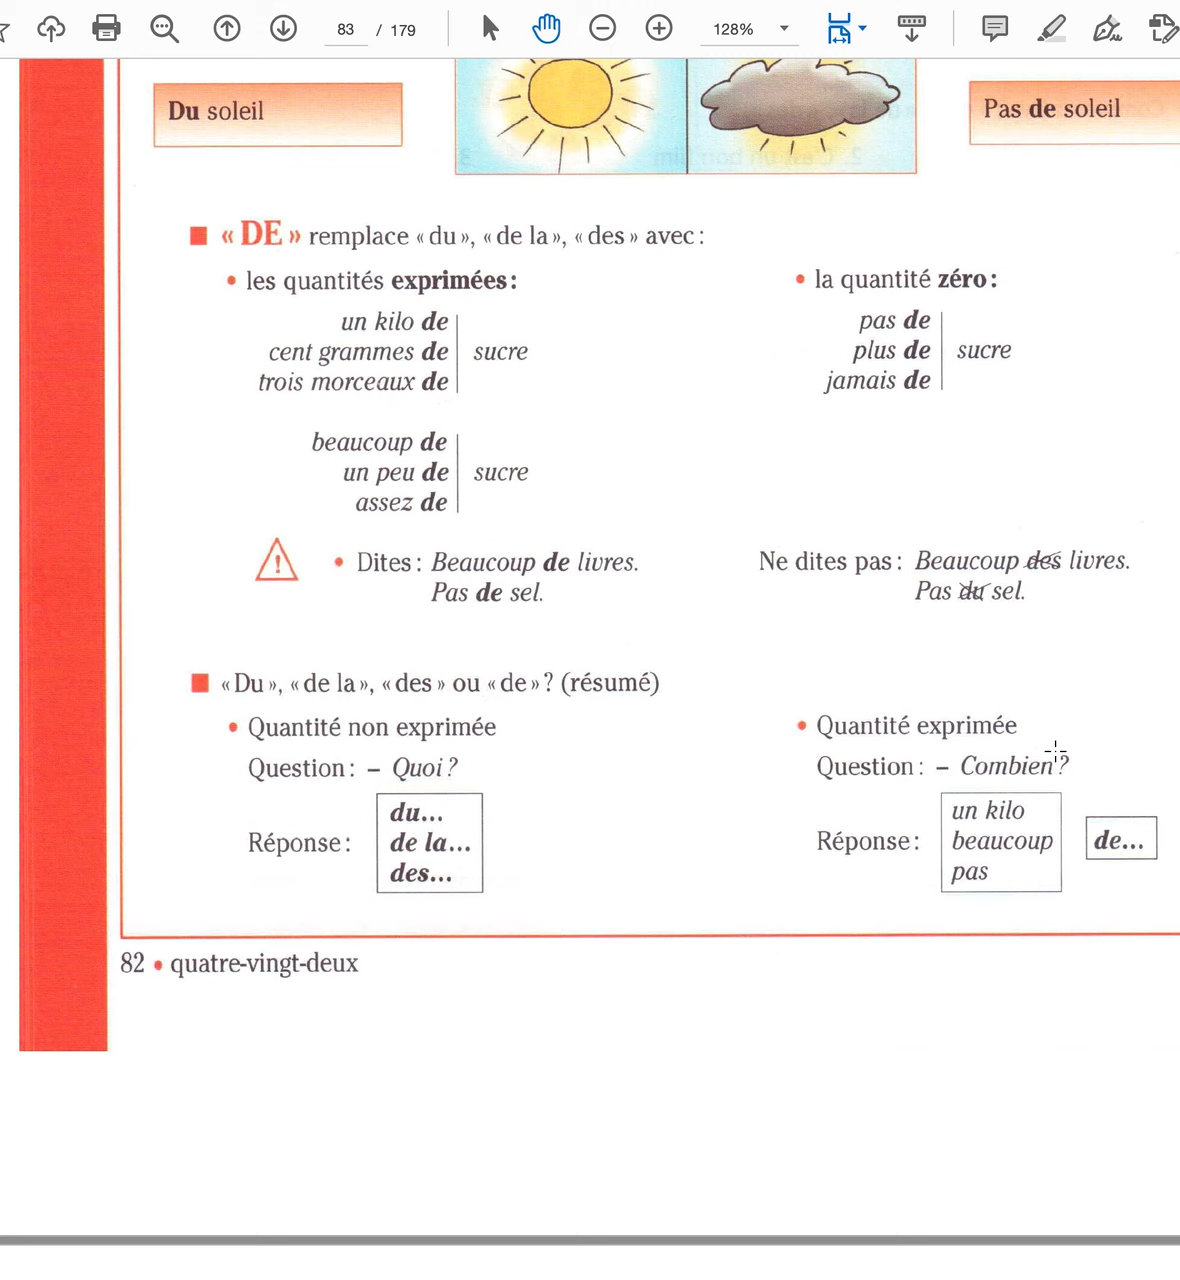 83 / 179
128%
Du soleil
Pas de soleil
« DE » remplace « du », « de la », « des » avec :
• les quantités exprimées :
un kilo de
cent grammes de
trois morceaux de
sucre
beaucoup de
un peu de
assez de
sucre
• la quantité zéro :
pas de
plus de
jamais de
sucre
• Dites : Beaucoup de livres.
Pas de sel.
Ne dites pas : Beaucoup des livres.
Pas du sel.
« Du », « de la », « des » ou « de » ? (résumé)
• Quantité non exprimée
Question : – Quoi ?
Réponse :
du...
de la...
des...
• Quantité exprimée
Question : – Combien ?
Réponse :
un kilo
beaucoup
pas
de...
82 • quatre-vingt-deux